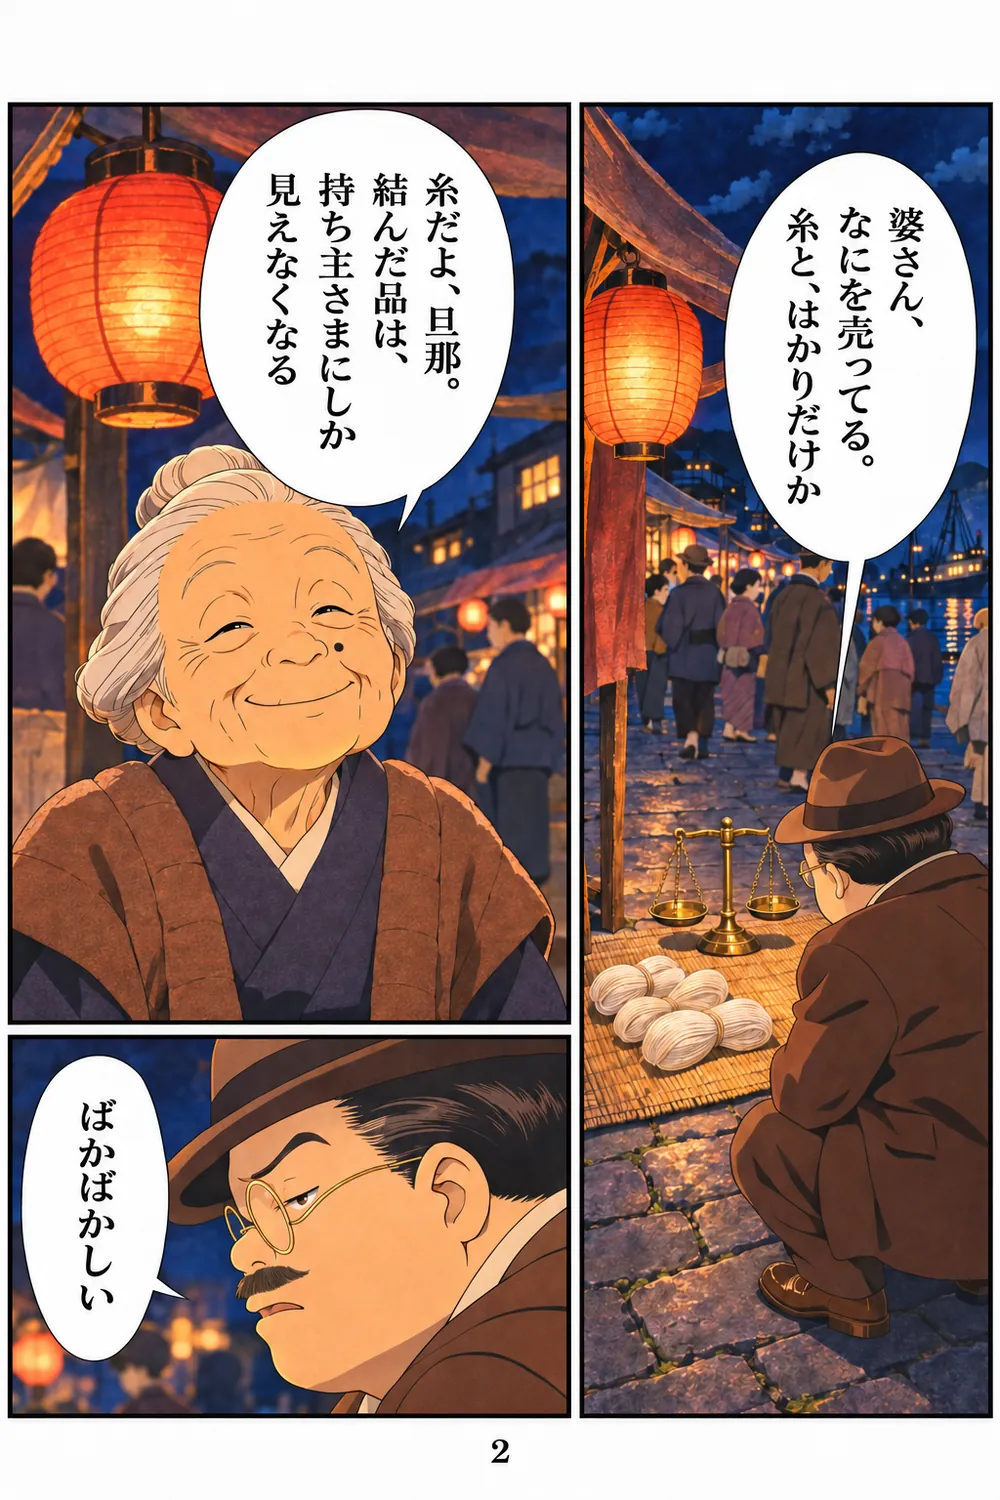 婆さん、
なにを売ってる。
糸と、はかりだけか
糸だよ、旦那。
結んだ品は、
持ち主さまにしか
見えなくなる
ばかばかしい
2